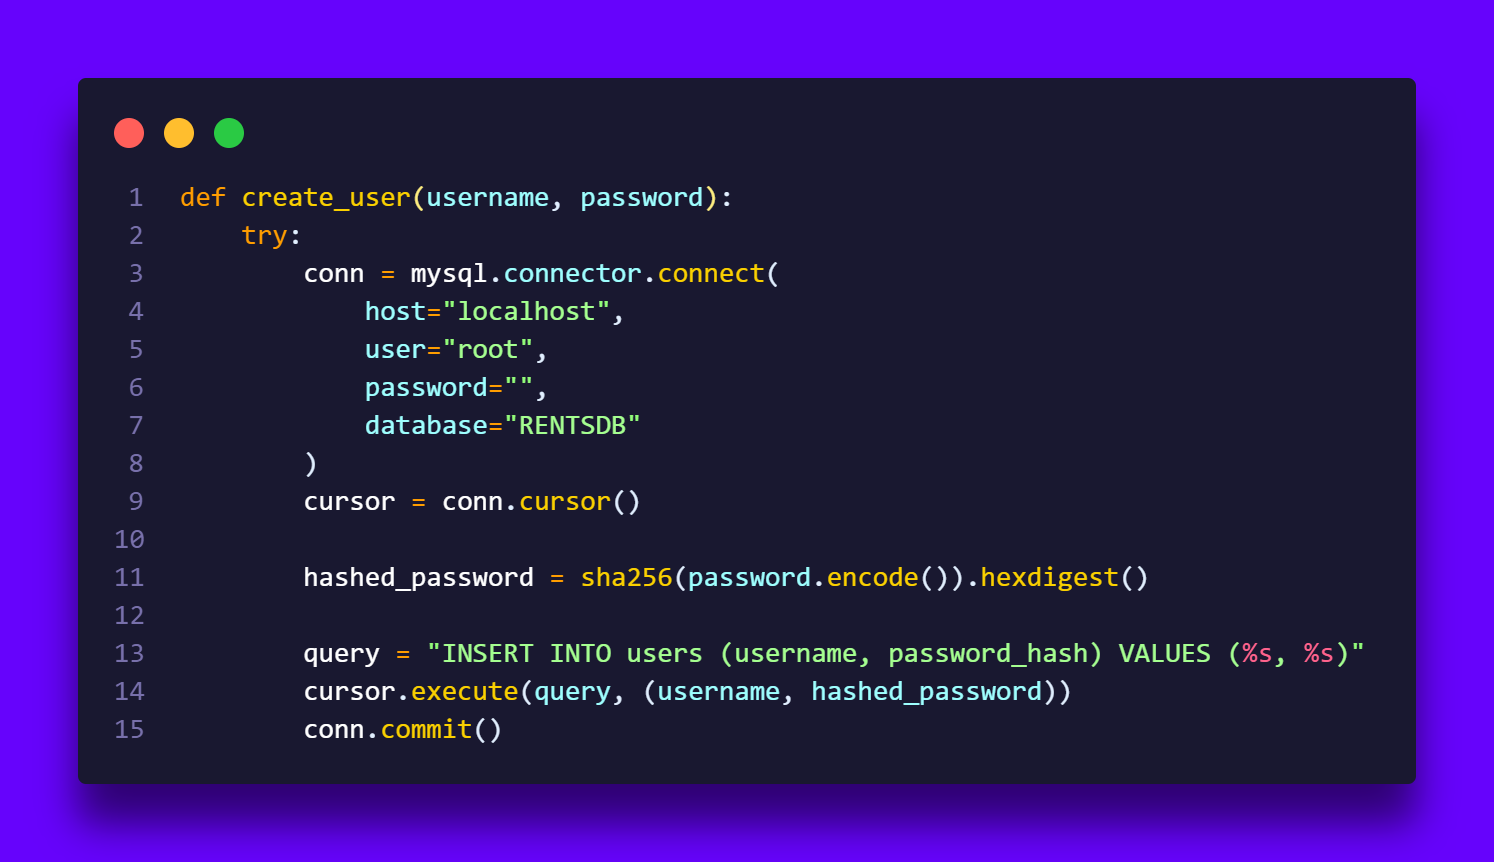 1 def create_user(username, password):
2     try:
3         conn = mysql.connector.connect(
4             host="localhost",
5             user="root",
6             password="",
7             database="RENTSDB"
8         )
9         cursor = conn.cursor()
10
11         hashed_password = sha256(password.encode()).hexdigest()
12
13         query = "INSERT INTO users (username, password_hash) VALUES (%s, %s)"
14         cursor.execute(query, (username, hashed_password))
15         conn.commit()